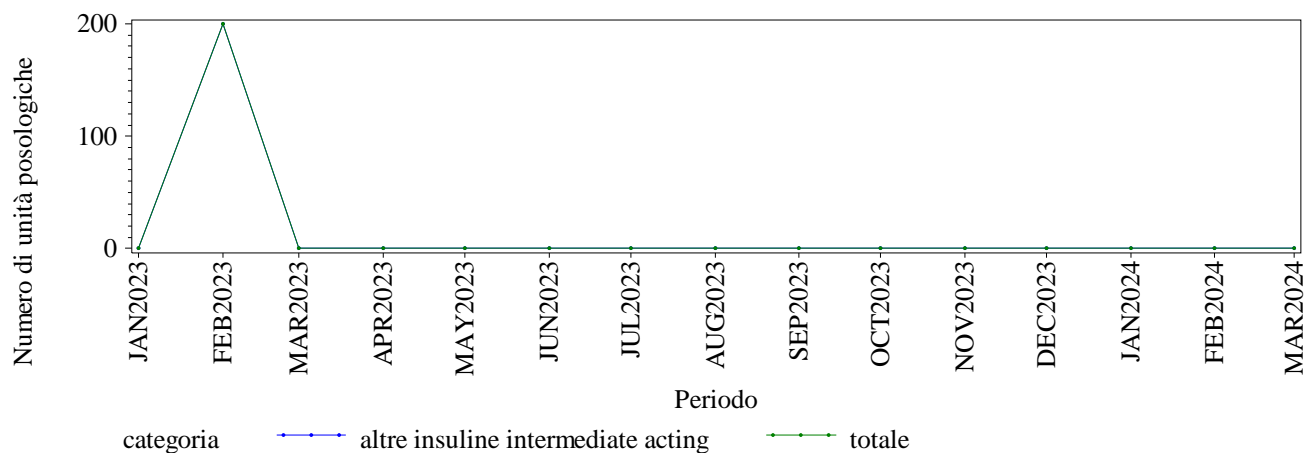 Numero di unità posologiche
200
100
0
JAN2023
FEB2023
MAR2023
APR2023
MAY2023
JUN2023
JUL2023
AUG2023
SEP2023
OCT2023
NOV2023
DEC2023
JAN2024
FEB2024
MAR2024
Periodo
categoria altre insuline intermediate acting totale